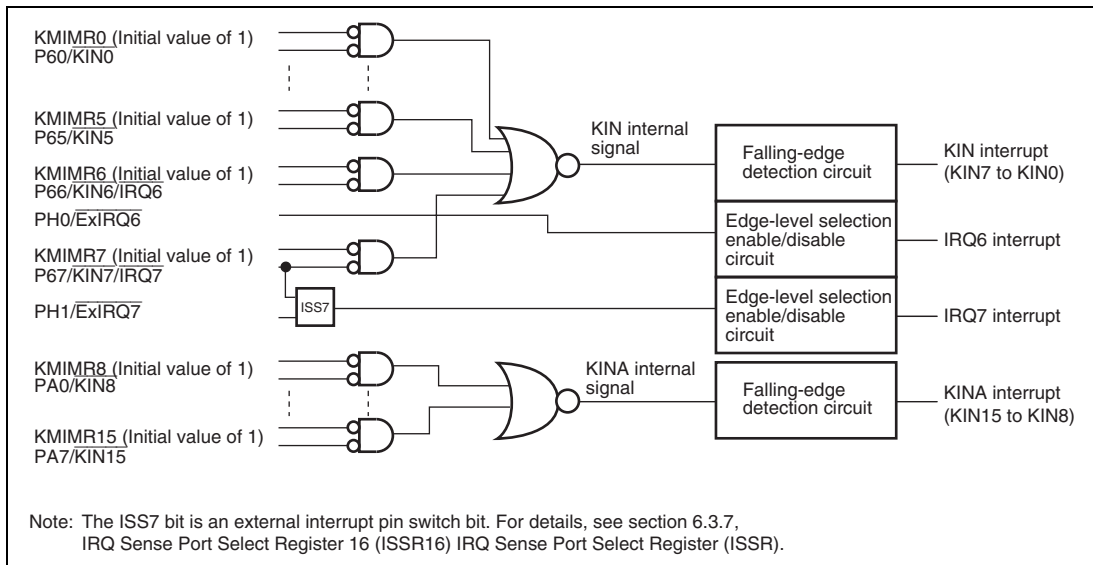 KMIMR0 (Initial value of 1)
P60/KIN0
KMIMR5 (Initial value of 1)
P65/KIN5
KMIMR6 (Initial value of 1)
P66/KIN6/IRQ6
PH0/ExIRQ6
KMIMR7 (Initial value of 1)
P67/KIN7/IRQ7
PH1/ExIRQ7
ISS7
KMIMR8 (Initial value of 1)
PA0/KIN8
KMIMR15 (Initial value of 1)
PA7/KIN15
KIN internal
signal
KINA internal
signal
Falling-edge
detection circuit
Edge-level selection
enable/disable
circuit
Edge-level selection
enable/disable
circuit
Falling-edge
detection circuit
KIN interrupt
(KIN7 to KIN0)
IRQ6 interrupt
IRQ7 interrupt
KINA interrupt
(KIN15 to KIN8)
Note: The ISS7 bit is an external interrupt pin switch bit. For details, see section 6.3.7,
IRQ Sense Port Select Register 16 (ISSR16) IRQ Sense Port Select Register (ISSR).